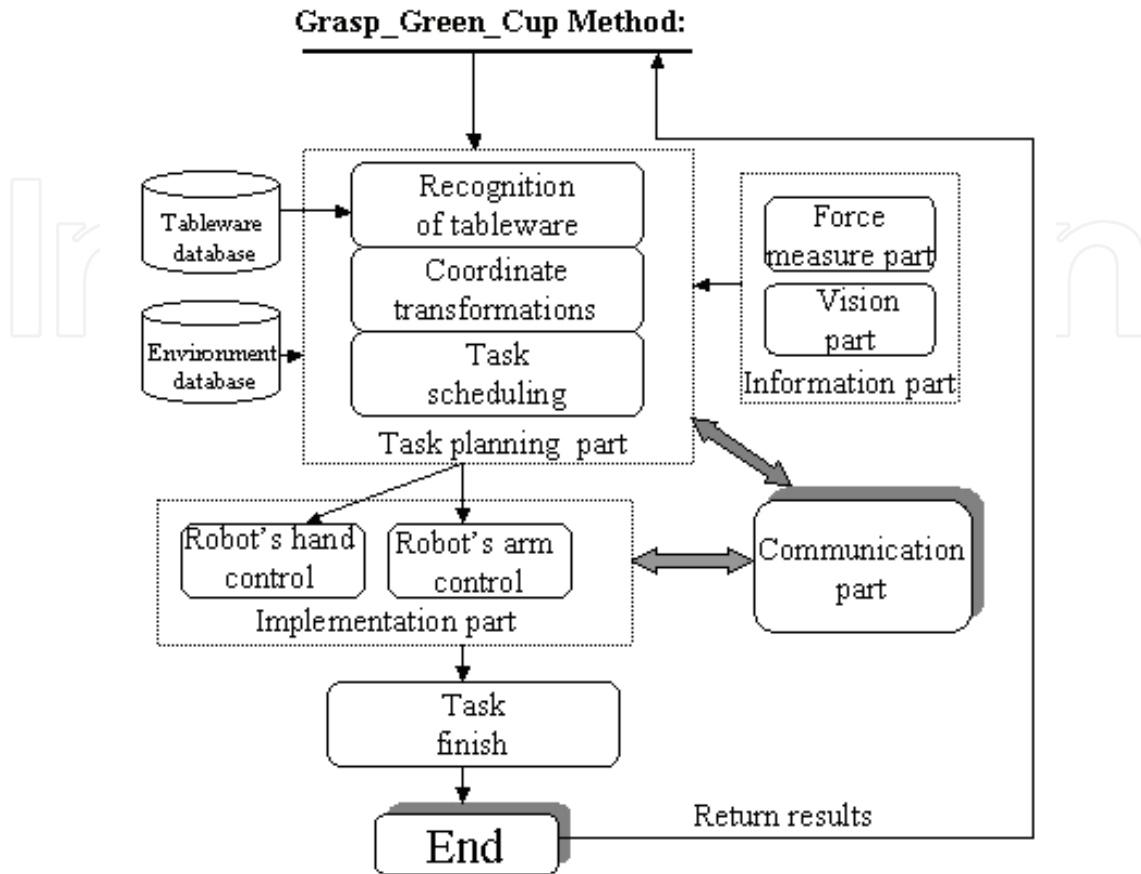 Grasp_Green_Cup Method:
Recognition
of tableware
Tableware
database
Coordinate
transformations
Environment
database
Task
scheduling
Task planning part
Force
measure part
Vision
part
Information part
Robot's hand
control
Robot's arm
control
Implementation part
Communication
part
Task
finish
End
Return results